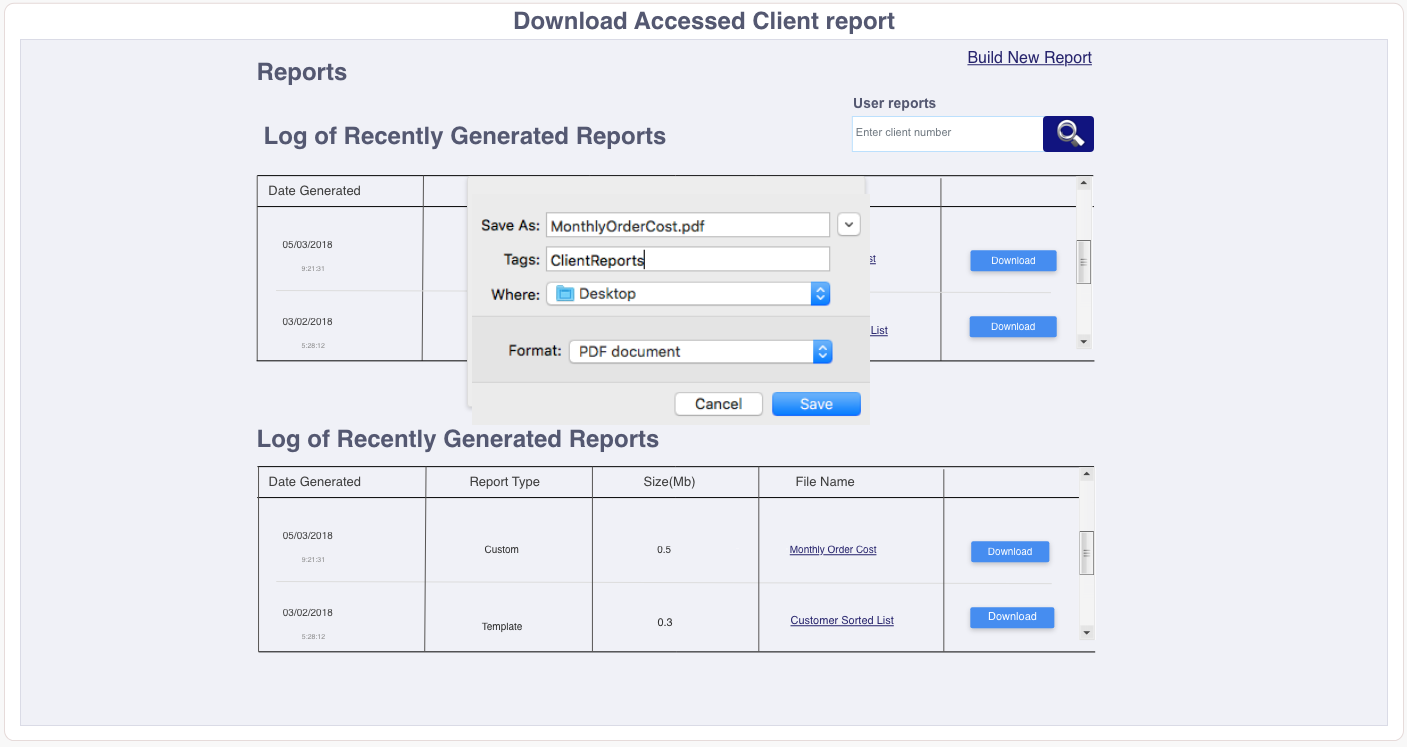 Download Accessed Client report
Build New Report
Reports
User reports
Enter client number
Log of Recently Generated Reports
Date Generated
Save As: MonthlyOrderCost.pdf
Tags: ClientReports
Where: Desktop
Format: PDF document
Cancel Save
05/03/2018
9:21:31
st
Download
03/02/2018
5:28:12
List
Download
Log of Recently Generated Reports
Date Generated Report Type Size(Mb) File Name
05/03/2018
9:21:31
Custom 0.5 Monthly Order Cost Download
03/02/2018
5:28:12
Template 0.3 Customer Sorted List Download